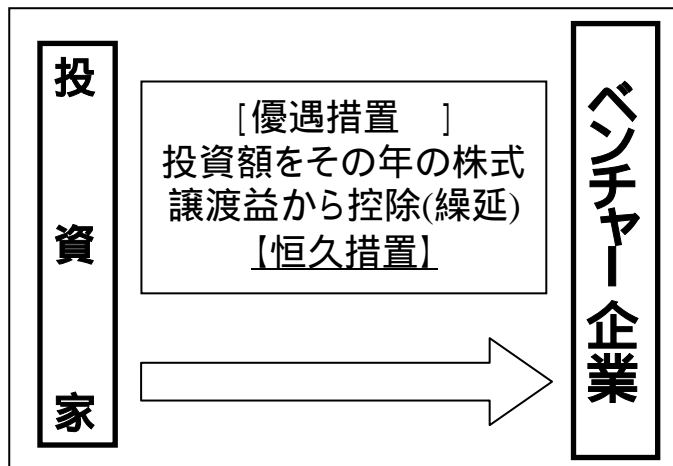 投資家
[優遇措置　]
投資額をその年の株式
譲渡益から控除(繰延)
【恒久措置】
ベンチャー企業